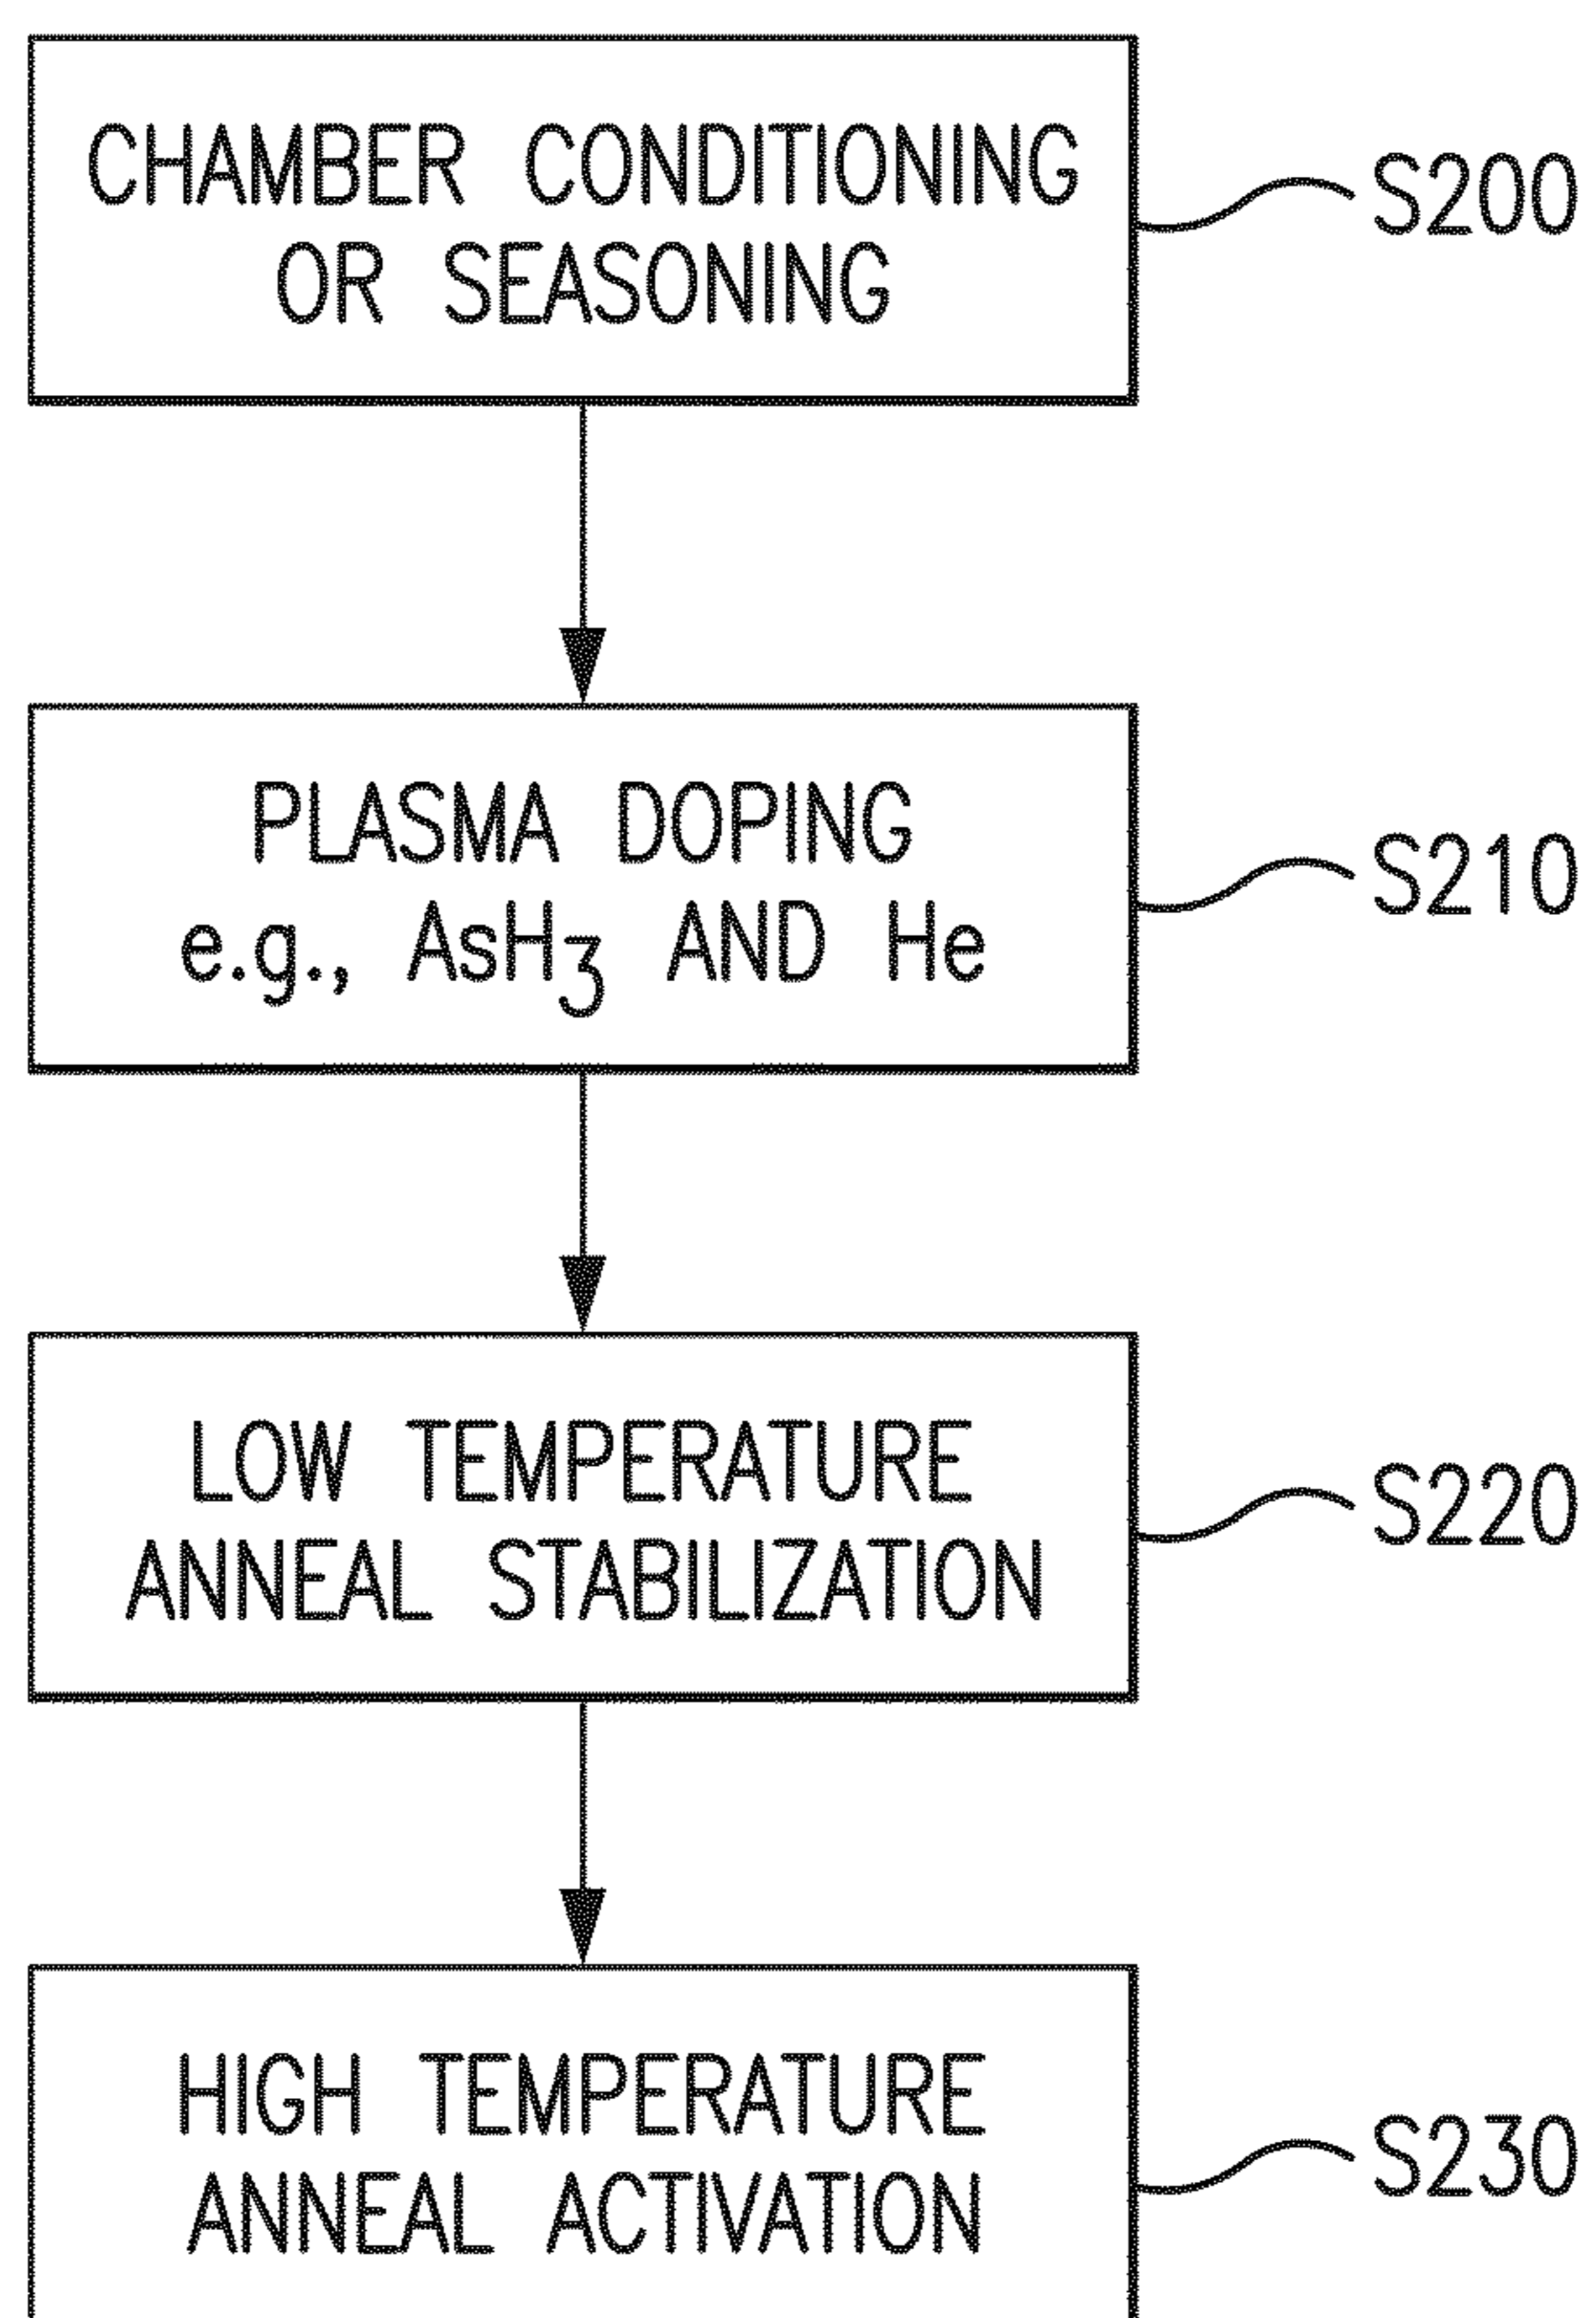 CHAMBER CONDITIONING
OR SEASONING
S200
PLASMA DOPING
e.g., AsH₃ AND He
S210
LOW TEMPERATURE
ANNEAL STABILIZATION
S220
HIGH TEMPERATURE
ANNEAL ACTIVATION
S230